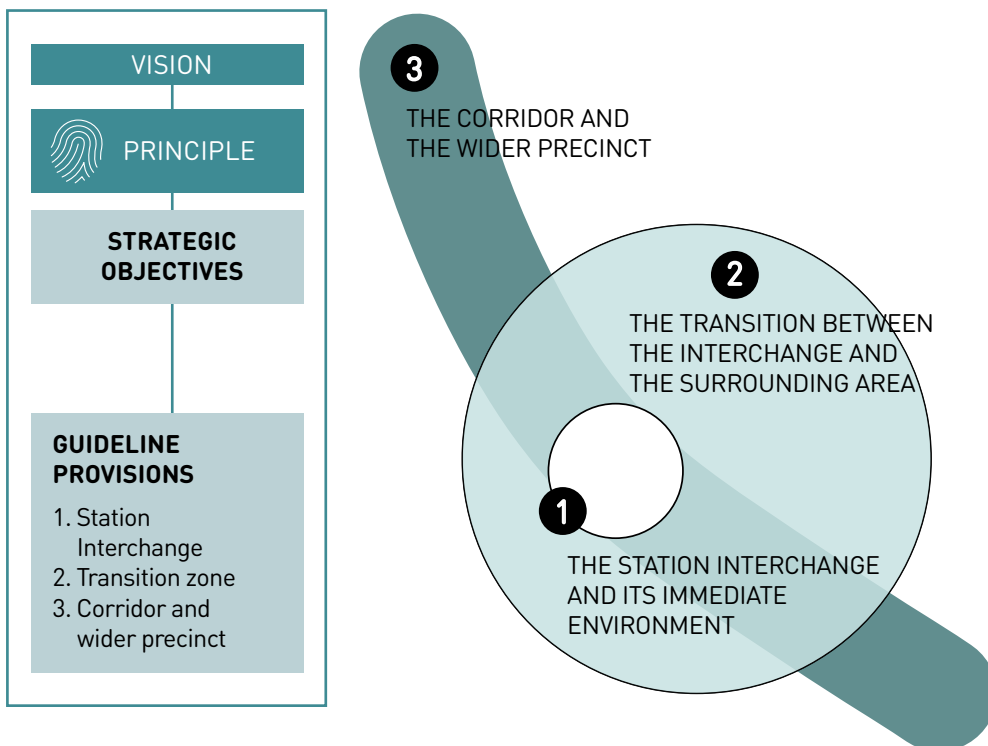 VISION
PRINCIPLE
STRATEGIC
OBJECTIVES
GUIDELINE
PROVISIONS
1. Station
Interchange
2. Transition zone
3. Corridor and
wider precinct
3
THE CORRIDOR AND
THE WIDER PRECINCT
2
THE TRANSITION BETWEEN
THE INTERCHANGE AND
THE SURROUNDING AREA
1
THE STATION INTERCHANGE
AND ITS IMMEDIATE
ENVIRONMENT